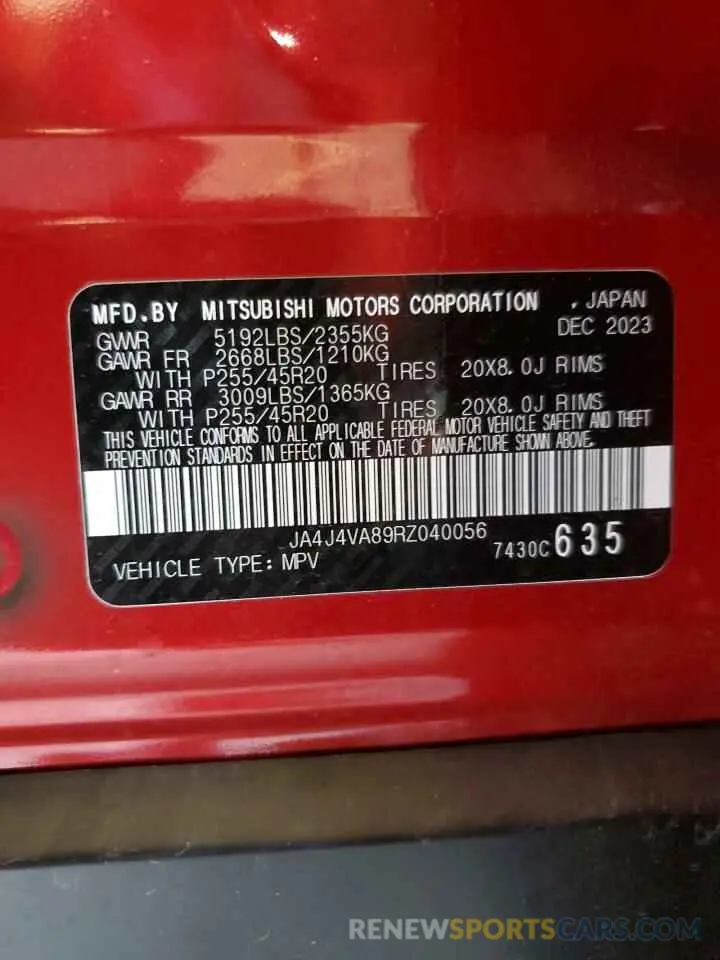 MFD.BY MITSUBISHI MOTORS CORPORATION , JAPAN
GVWR 5192LBS/2355KG DEC 2023
GAWR FR 2668LBS/1210KG
WITH P255/45R20 TIRES 20X8.0J RIMS
GAWR RR 3009LBS/1365KG
WITH P255/45R20 TIRES 20X8.0J RIMS
THIS VEHICLE CONFORMS TO ALL APPLICABLE FEDERAL MOTOR VEHICLE SAFETY AND THEFT
PREVENTION STANDARDS IN EFFECT ON THE DATE OF MANUFACTURE SHOWN ABOVE.
JA4J4VA89RZ040056
VEHICLE TYPE: MPV 7430C 635
RENEWSPORTSCARS.COM